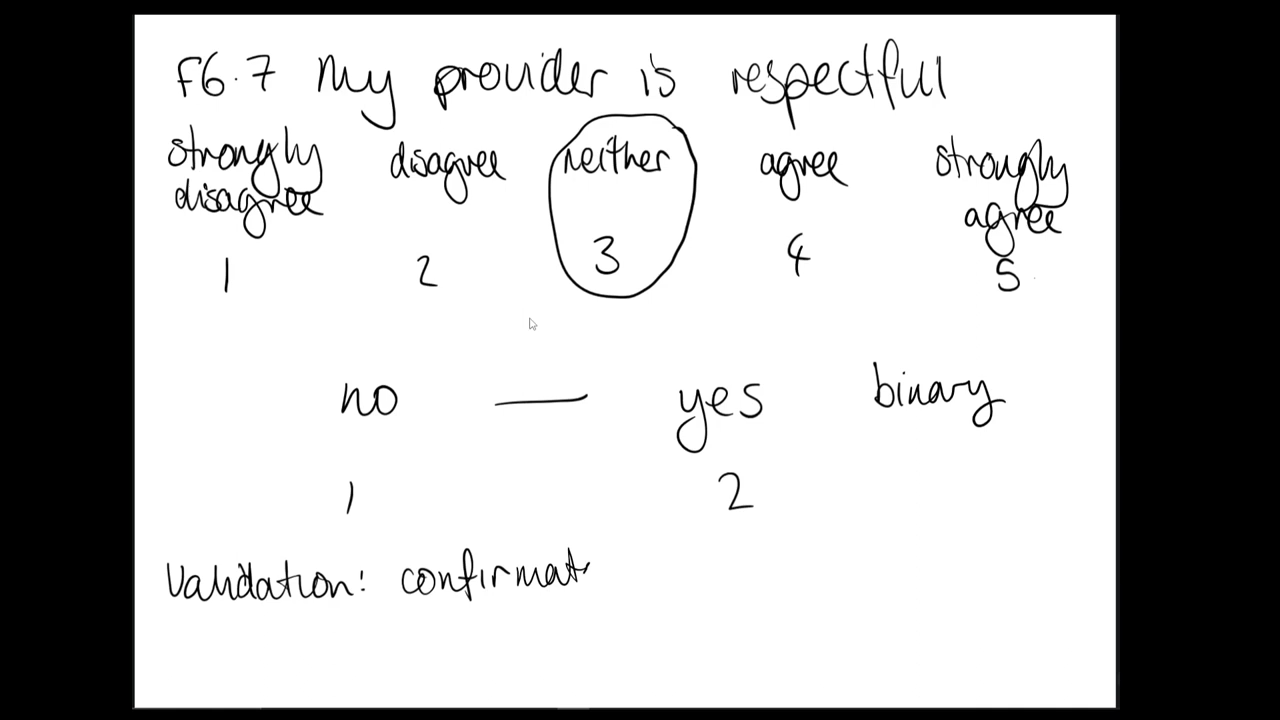 F6.7 My provider is respectful
strongly disagree neither agree strongly
disagree agree
1 2 3 4 5
no — yes binary
1 2
Validation: confirmat